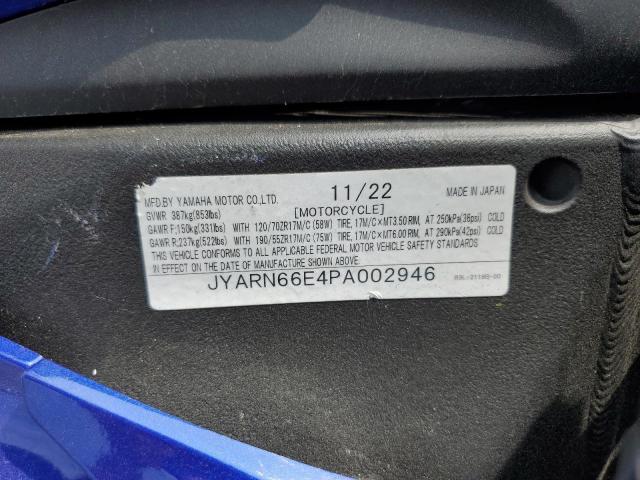 MFD.BY YAMAHA MOTOR CO.,LTD. 11/22 MADE IN JAPAN
GVWR 387kg(853lbs) [MOTORCYCLE]
GAWR F;150kg(331lbs) WITH 120/70ZR17M/C (58W) TIRE, 17M/C×MT3.50 RIM, AT 250kPa(36psi) COLD
GAWR R;237kg(522lbs) WITH 190/55ZR17M/C (75W) TIRE, 17M/C×MT6.00 RIM, AT 290kPa(42psi) COLD
THIS VEHICLE CONFORMS TO ALL APPLICABLE FEDERAL MOTOR VEHICLE SAFETY STANDARDS
IN EFFECT ON THE DATE OF MANUFACTURE SHOWN ABOVE.
JYARN66E4PA002946